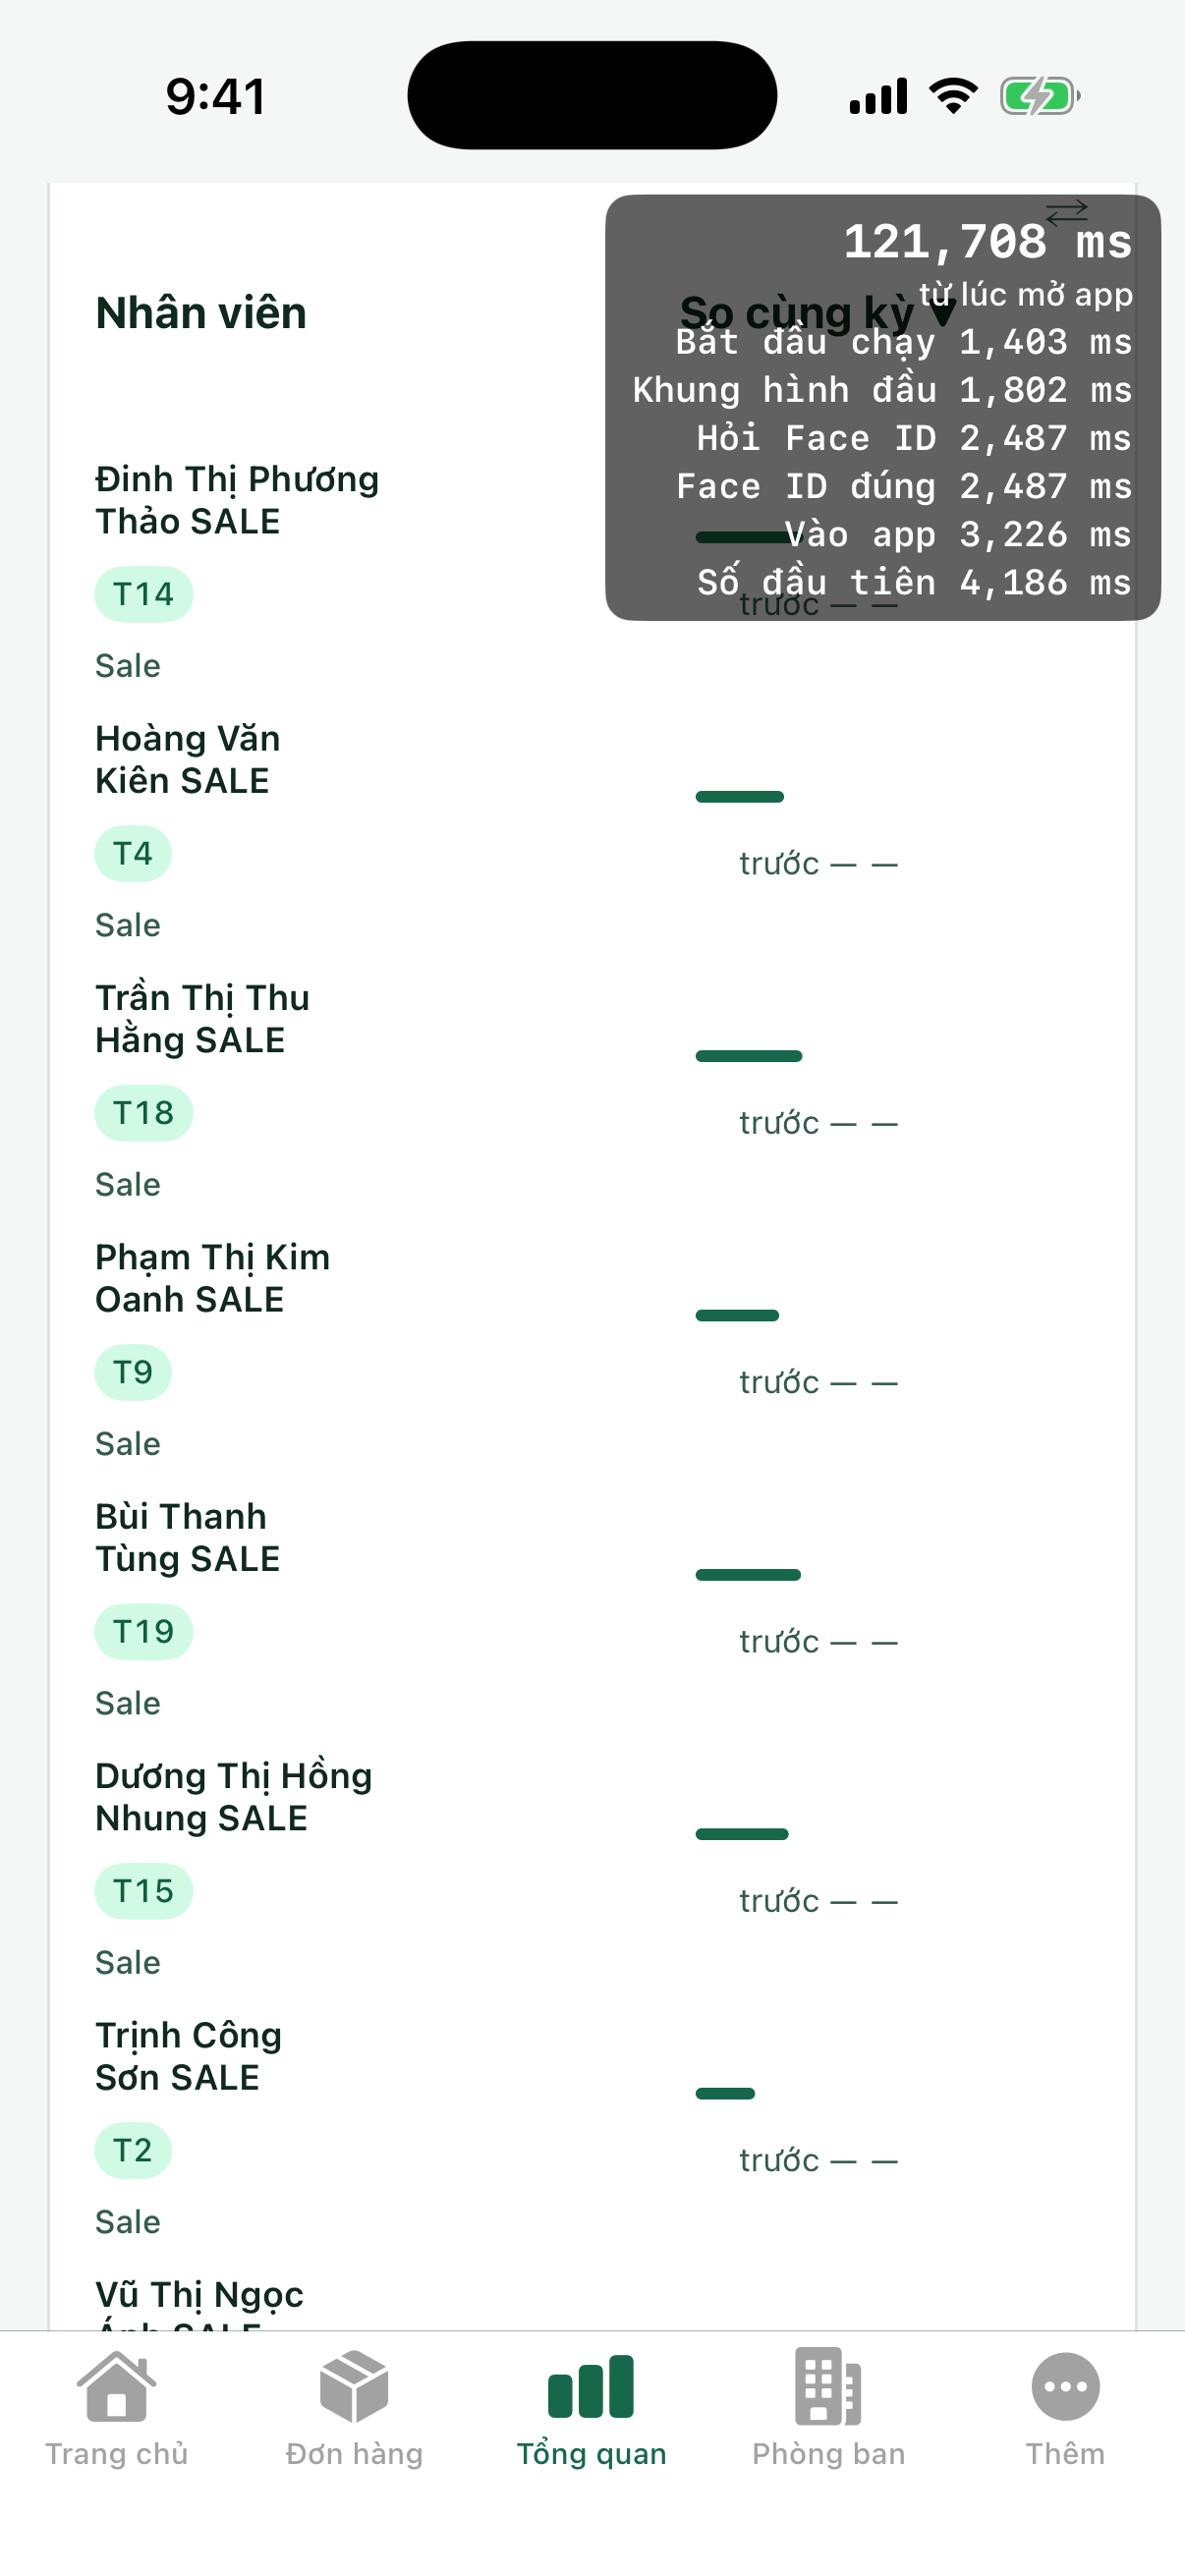 9:41
121,708 ms
từ lúc mở app
Nhân viên
So cùng kỳ ▼
Bắt đầu chạy 1,403 ms
Khung hình đầu 1,802 ms
Hỏi Face ID 2,487 ms
Face ID đúng 2,487 ms
Vào app 3,226 ms
Số đầu tiên 4,186 ms
Đinh Thị Phương
Thảo SALE
T14
trước — —
Sale
Hoàng Văn
Kiên SALE
T4
trước — —
Sale
Trần Thị Thu
Hằng SALE
T18
trước — —
Sale
Phạm Thị Kim
Oanh SALE
T9
trước — —
Sale
Bùi Thanh
Tùng SALE
T19
trước — —
Sale
Dương Thị Hồng
Nhung SALE
T15
trước — —
Sale
Trịnh Công
Sơn SALE
T2
trước — —
Sale
Vũ Thị Ngọc
Ánh SALE
Trang chủ
Đơn hàng
Tổng quan
Phòng ban
Thêm